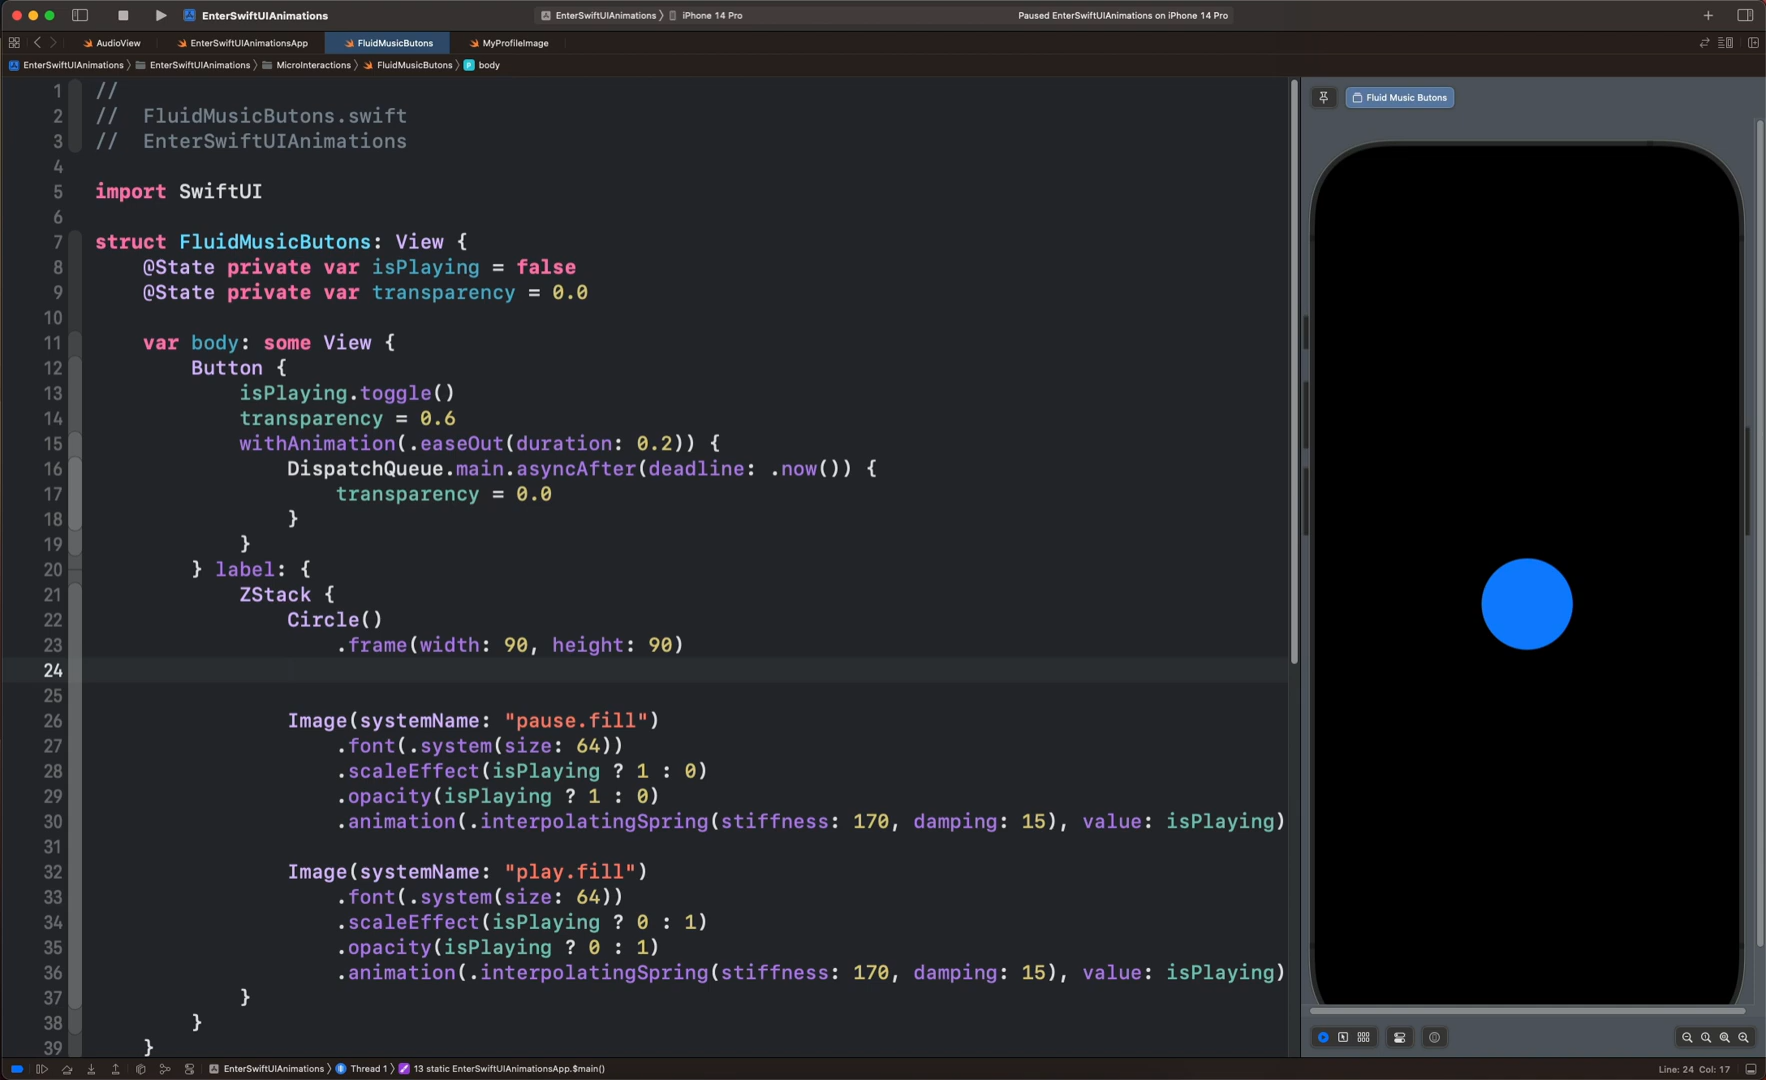 EnterSwiftUIAnimations
EnterSwiftUIAnimations 〉 iPhone 14 Pro
Paused EnterSwiftUIAnimations on iPhone 14 Pro
AudioView EnterSwiftUIAnimationsApp FluidMusicButons MyProfileImage
EnterSwiftUIAnimations 〉 EnterSwiftUIAnimations 〉 MicroInteractions 〉 FluidMusicButons 〉 P body
1 //
2 // FluidMusicButons.swift
3 // EnterSwiftUIAnimations
4
5 import SwiftUI
6
7 struct FluidMusicButons: View {
8 @State private var isPlaying = false
9 @State private var transparency = 0.0
10
11 var body: some View {
12 Button {
13 isPlaying.toggle()
14 transparency = 0.6
15 withAnimation(.easeOut(duration: 0.2)) {
16 DispatchQueue.main.asyncAfter(deadline: .now()) {
17 transparency = 0.0
18 }
19 }
20 } label: {
21 ZStack {
22 Circle()
23 .frame(width: 90, height: 90)
24
25
26 Image(systemName: "pause.fill")
27 .font(.system(size: 64))
28 .scaleEffect(isPlaying ? 1 : 0)
29 .opacity(isPlaying ? 1 : 0)
30 .animation(.interpolatingSpring(stiffness: 170, damping: 15), value: isPlaying)
31
32 Image(systemName: "play.fill")
33 .font(.system(size: 64))
34 .scaleEffect(isPlaying ? 0 : 1)
35 .opacity(isPlaying ? 0 : 1)
36 .animation(.interpolatingSpring(stiffness: 170, damping: 15), value: isPlaying)
37 }
38 }
39 }
Fluid Music Butons
EnterSwiftUIAnimations 〉 Thread 1 〉 13 static EnterSwiftUIAnimationsApp.$main()
Line: 24 Col: 17